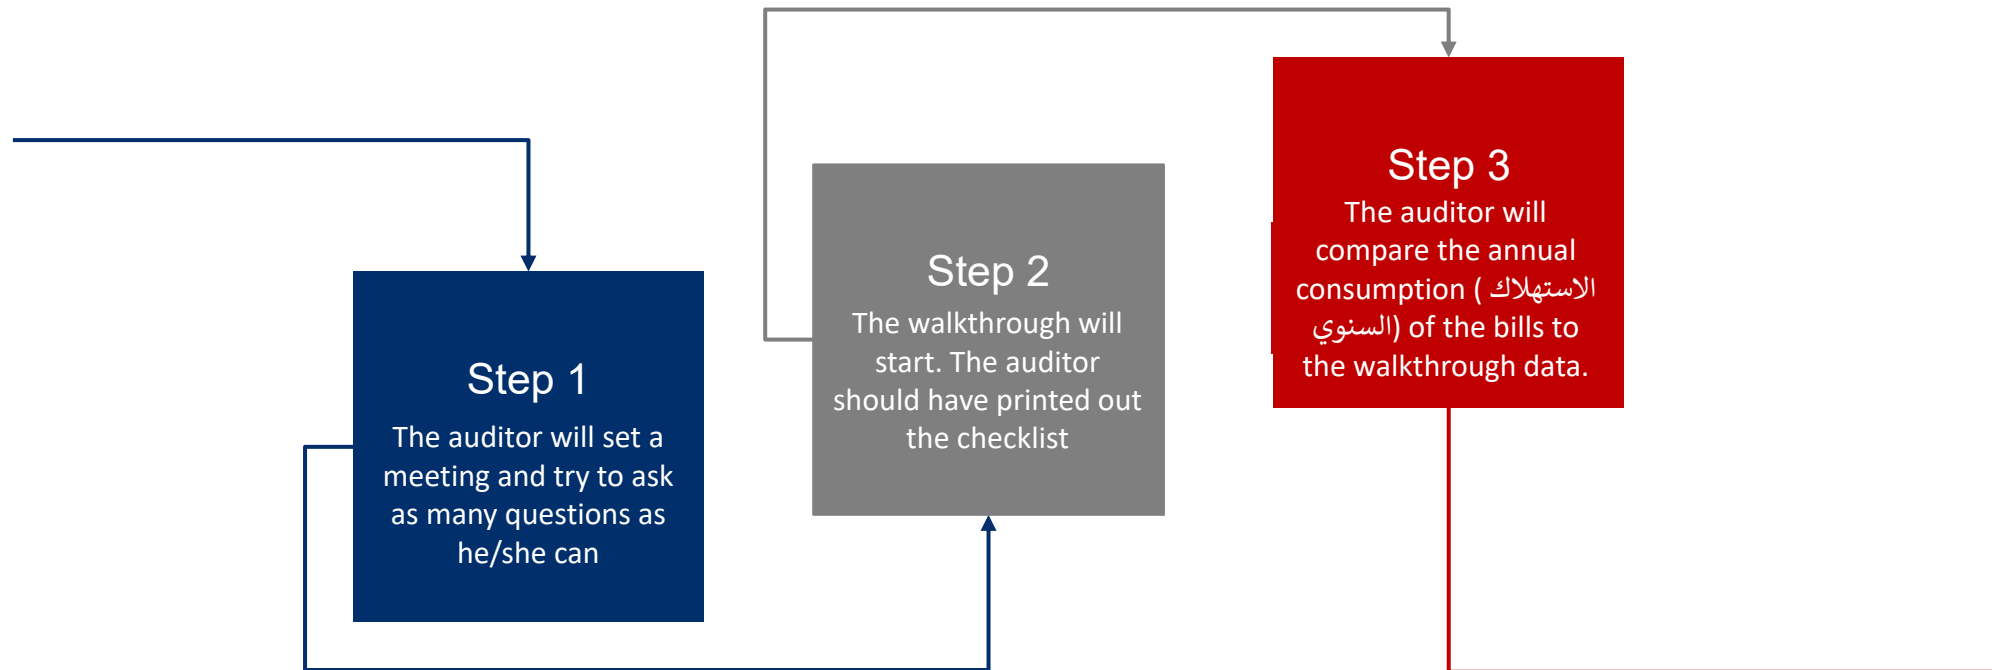 Step 1
The auditor will set a
meeting and try to ask
as many questions as
he/she can
Step 2
The walkthrough will
start. The auditor
should have printed out
the checklist
Step 3
The auditor will
compare the annual
consumption (الاستهلاك
السنوي) of the bills to
the walkthrough data.